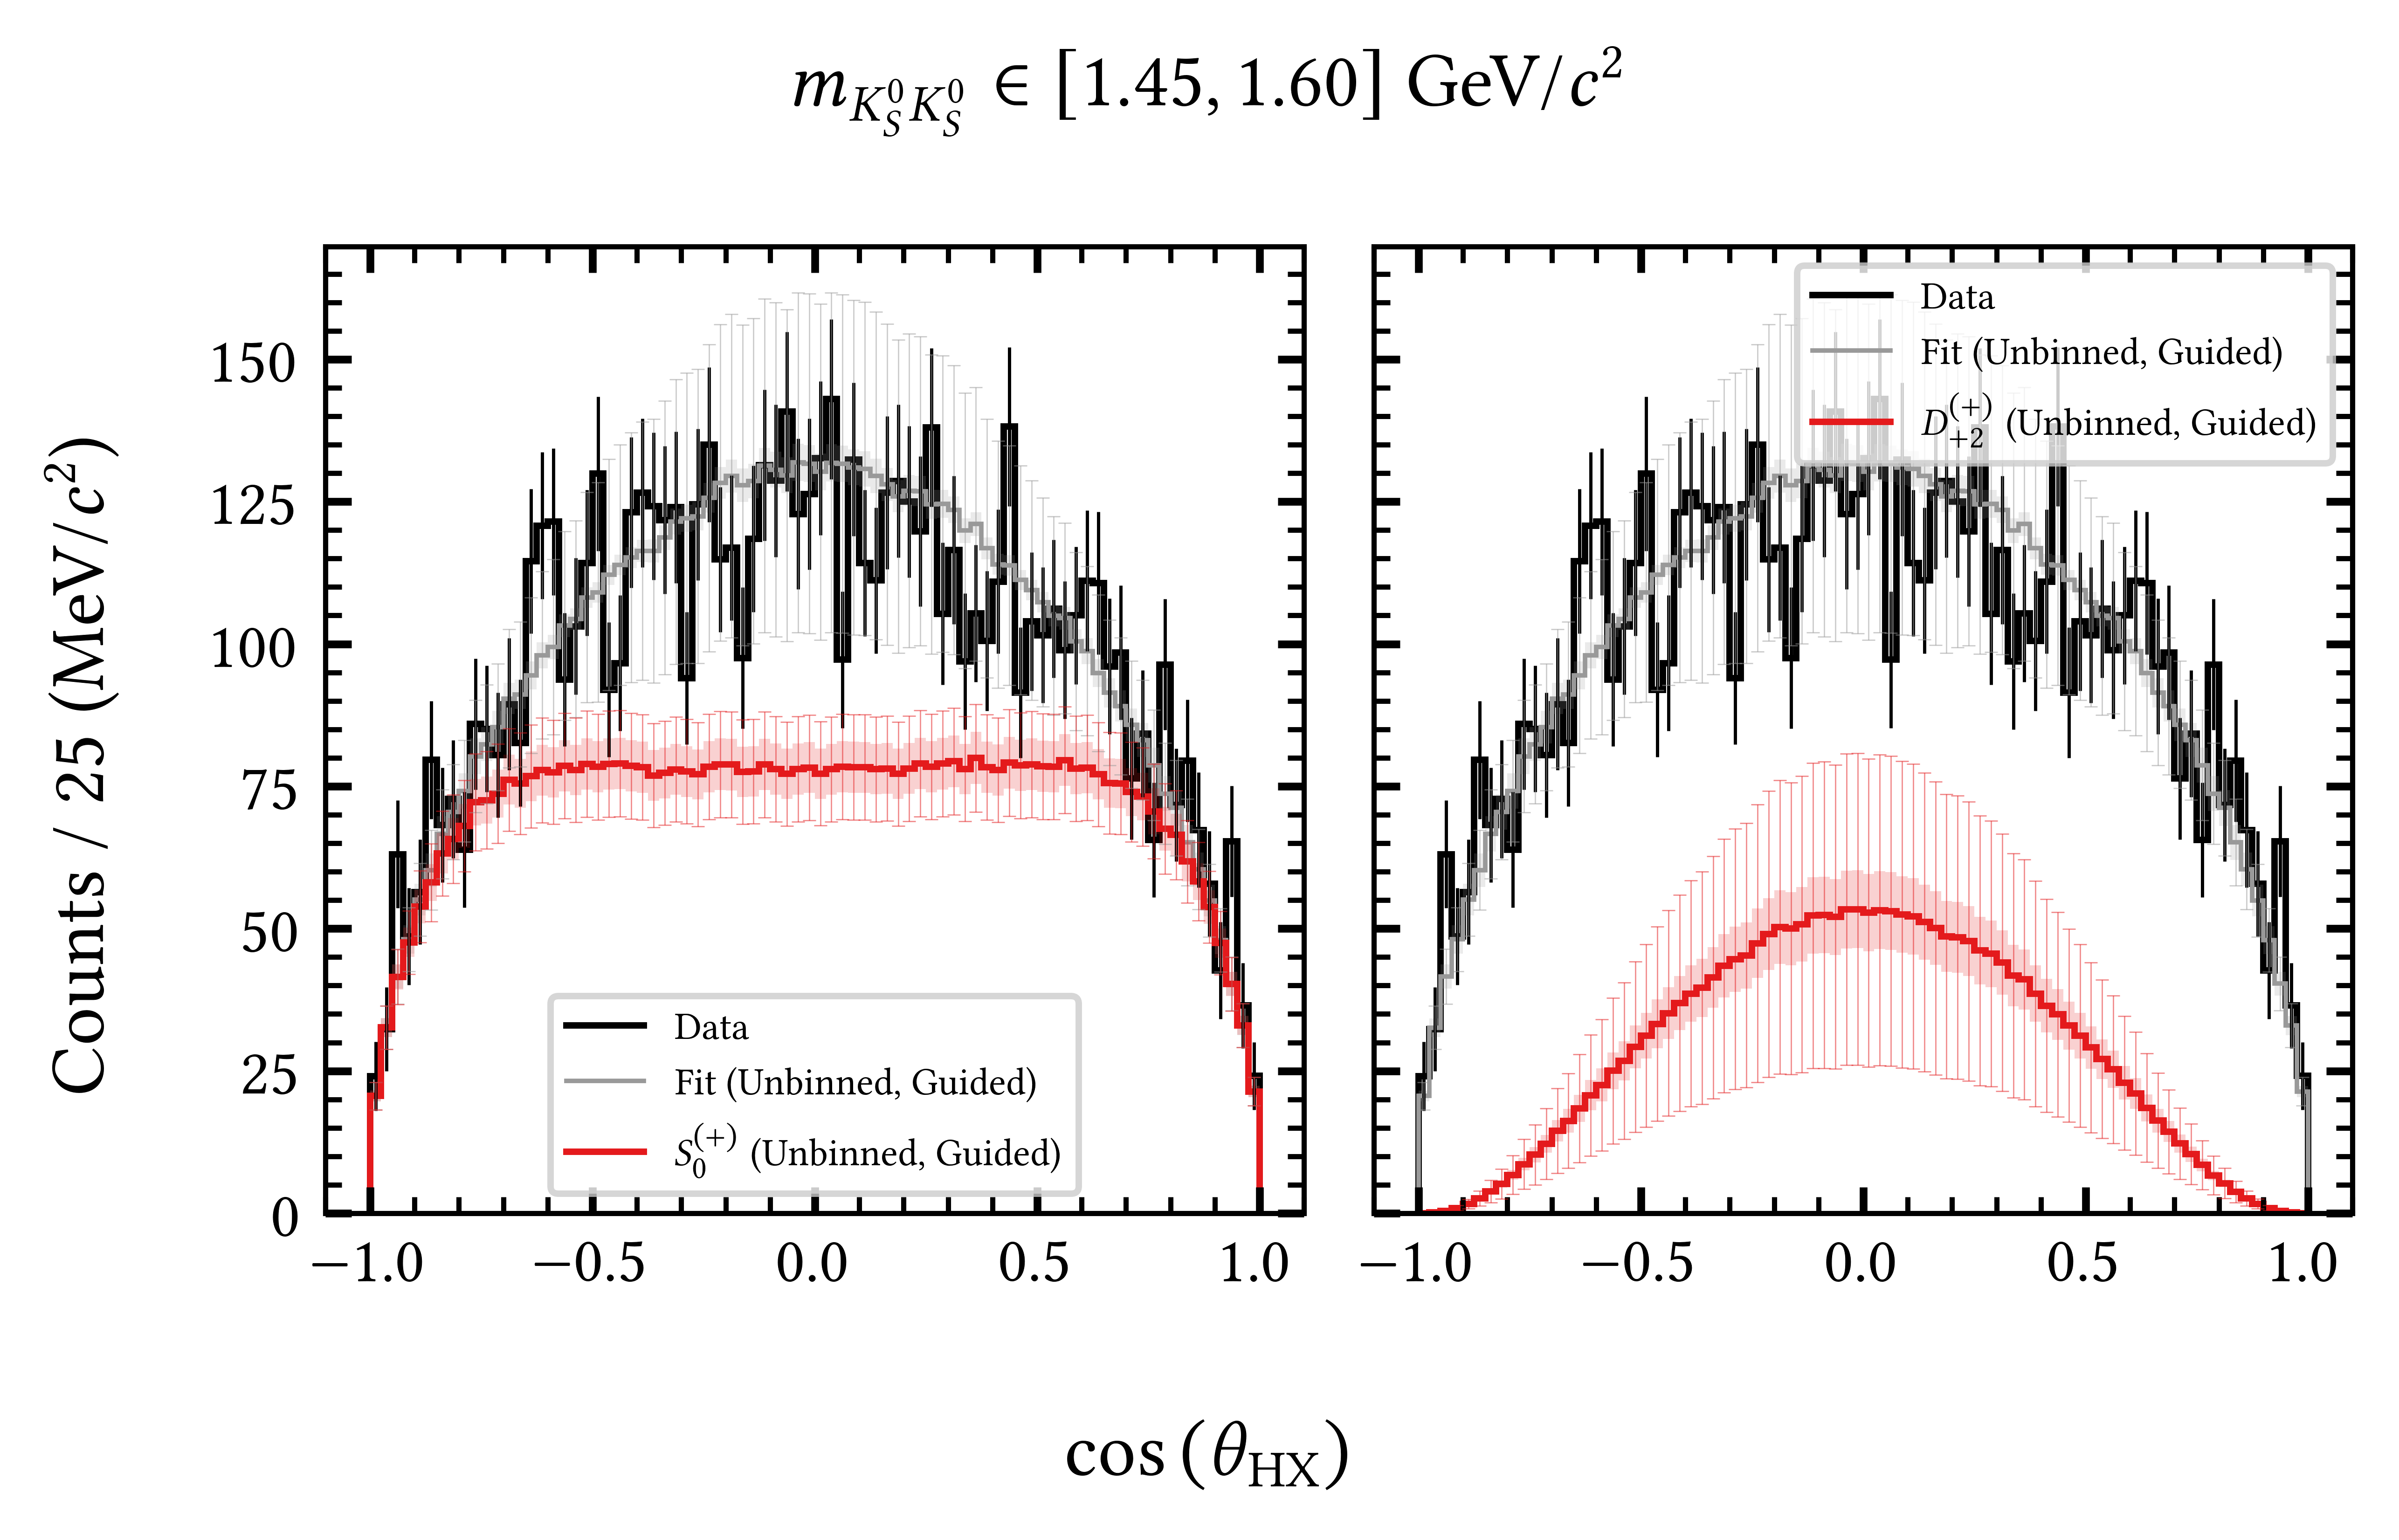 m_{K_S^0 K_S^0} ∈ [1.45, 1.60] GeV/c²
Counts / 25 (MeV/c²)
150
125
100
75
50
25
0
Data
Fit (Unbinned, Guided)
S_0^{(+)} (Unbinned, Guided)
−1.0 −0.5 0.0 0.5 1.0
Data
Fit (Unbinned, Guided)
D_{+2}^{(+)} (Unbinned, Guided)
−1.0 −0.5 0.0 0.5 1.0
cos (θ_{HX})